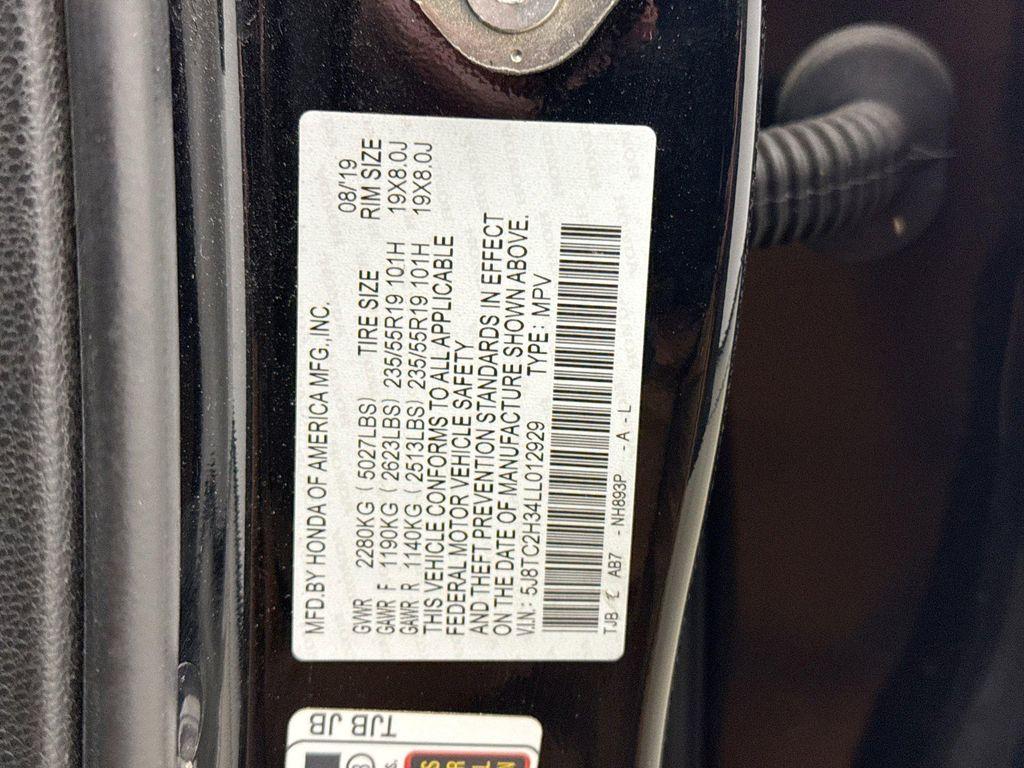 MFD.BY HONDA OF AMERICA MFG.,INC.
08/'19
GVWR 2280KG ( 5027LBS) TIRE SIZE RIM SIZE
GAWR F 1190KG ( 2623LBS) 235/55R19 101H 19X8.0J
GAWR R 1140KG ( 2513LBS) 235/55R19 101H 19X8.0J
THIS VEHICLE CONFORMS TO ALL APPLICABLE
FEDERAL MOTOR VEHICLE SAFETY
AND THEFT PREVENTION STANDARDS IN EFFECT
ON THE DATE OF MANUFACTURE SHOWN ABOVE.
V.I.N.: 5J8TC2H34LL012929 TYPE : MPV
TJB AB7 -NH893P -A-L
TJB JB